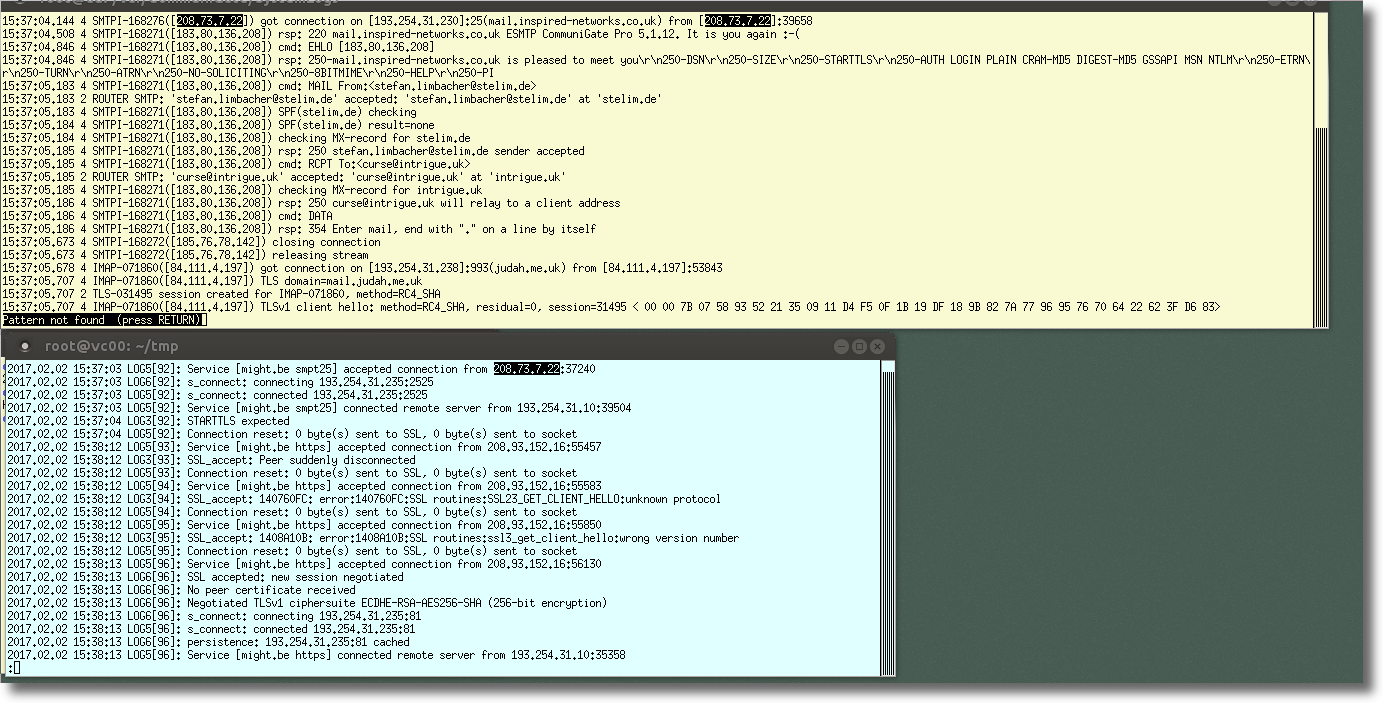 15:37:04.144 4 SMTPI-168276([208.73.7.22]) got connection on [193.254.31.230]:25(mail.inspired-networks.co.uk) from [208.73.7.22]:39658
15:37:04.508 4 SMTPI-168271([183.80.136.208]) rsp: 220 mail.inspired-networks.co.uk ESMTP CommuniGate Pro 5.1.12. It is you again :-(
15:37:04.846 4 SMTPI-168271([183.80.136.208]) cmd: EHLO [183.80.136.208]
15:37:04.846 4 SMTPI-168271([183.80.136.208]) rsp: 250-mail.inspired-networks.co.uk is pleased to meet you\r\n250-DSN\r\n250-SIZE\r\n250-STARTTLS\r\n250-AUTH LOGIN PLAIN CRAM-MD5 DIGEST-MD5 GSSAPI MSN NTLM\r\n250-ETRN\
r\n250-TURN\r\n250-ATRN\r\n250-NO-SOLICITING\r\n250-8BITMIME\r\n250-HELP\r\n250-PI
15:37:05.183 4 SMTPI-168271([183.80.136.208]) cmd: MAIL From:<stefan.limbacher@stelim.de>
15:37:05.183 2 ROUTER SMTP: 'stefan.limbacher@stelim.de' accepted: 'stefan.limbacher@stelim.de' at 'stelim.de'
15:37:05.183 4 SMTPI-168271([183.80.136.208]) SPF(stelim.de) checking
15:37:05.184 4 SMTPI-168271([183.80.136.208]) SPF(stelim.de) result=none
15:37:05.184 4 SMTPI-168271([183.80.136.208]) checking MX-record for stelim.de
15:37:05.185 4 SMTPI-168271([183.80.136.208]) rsp: 250 stefan.limbacher@stelim.de sender accepted
15:37:05.185 4 SMTPI-168271([183.80.136.208]) cmd: RCPT To:<curse@intrigue.uk>
15:37:05.185 2 ROUTER SMTP: 'curse@intrigue.uk' accepted: 'curse@intrigue.uk' at 'intrigue.uk'
15:37:05.185 4 SMTPI-168271([183.80.136.208]) checking MX-record for intrigue.uk
15:37:05.186 4 SMTPI-168271([183.80.136.208]) rsp: 250 curse@intrigue.uk will relay to a client address
15:37:05.186 4 SMTPI-168271([183.80.136.208]) cmd: DATA
15:37:05.186 4 SMTPI-168271([183.80.136.208]) rsp: 354 Enter mail, end with "." on a line by itself
15:37:05.673 4 SMTPI-168272([185.76.78.142]) closing connection
15:37:05.673 4 SMTPI-168272([185.76.78.142]) releasing stream
15:37:05.678 4 IMAP-071860([84.111.4.197]) got connection on [193.254.31.238]:993(judah.me.uk) from [84.111.4.197]:53843
15:37:05.707 4 IMAP-071860([84.111.4.197]) TLS domain=mail.judah.me.uk
15:37:05.707 2 TLS-031495 session created for IMAP-071860, method=RC4_SHA
15:37:05.707 4 IMAP-071860([84.111.4.197]) TLSv1 client hello: method=RC4_SHA, residual=0, session=31495 < 00 00 7B 07 58 93 52 21 35 09 11 D4 F5 0F 1B 19 DF 18 9B 82 7A 77 96 95 76 70 64 22 62 3F D6 83>
Pattern not found  (press RETURN)
root@vc00: ~/tmp
2017.02.02 15:37:03 LOG5[92]: Service [might.be smpt25] accepted connection from 208.73.7.22:37240
2017.02.02 15:37:03 LOG6[92]: s_connect: connecting 193.254.31.235:2525
2017.02.02 15:37:03 LOG5[92]: s_connect: connected 193.254.31.235:2525
2017.02.02 15:37:03 LOG5[92]: Service [might.be smpt25] connected remote server from 193.254.31.10:39504
2017.02.02 15:37:04 LOG3[92]: STARTTLS expected
2017.02.02 15:37:04 LOG5[92]: Connection reset: 0 byte(s) sent to SSL, 0 byte(s) sent to socket
2017.02.02 15:38:12 LOG5[93]: Service [might.be https] accepted connection from 208.93.152.16:55457
2017.02.02 15:38:12 LOG3[93]: SSL_accept: Peer suddenly disconnected
2017.02.02 15:38:12 LOG5[93]: Connection reset: 0 byte(s) sent to SSL, 0 byte(s) sent to socket
2017.02.02 15:38:12 LOG5[94]: Service [might.be https] accepted connection from 208.93.152.16:55583
2017.02.02 15:38:12 LOG3[94]: SSL_accept: 140760FC: error:140760FC:SSL routines:SSL23_GET_CLIENT_HELLO:unknown protocol
2017.02.02 15:38:12 LOG5[94]: Connection reset: 0 byte(s) sent to SSL, 0 byte(s) sent to socket
2017.02.02 15:38:12 LOG5[95]: Service [might.be https] accepted connection from 208.93.152.16:55850
2017.02.02 15:38:12 LOG3[95]: SSL_accept: 1408A10B: error:1408A10B:SSL routines:ssl3_get_client_hello:wrong version number
2017.02.02 15:38:12 LOG5[95]: Connection reset: 0 byte(s) sent to SSL, 0 byte(s) sent to socket
2017.02.02 15:38:13 LOG5[96]: Service [might.be https] accepted connection from 208.93.152.16:56130
2017.02.02 15:38:13 LOG6[96]: SSL accepted: new session negotiated
2017.02.02 15:38:13 LOG6[96]: No peer certificate received
2017.02.02 15:38:13 LOG6[96]: Negotiated TLSv1 ciphersuite ECDHE-RSA-AES256-SHA (256-bit encryption)
2017.02.02 15:38:13 LOG6[96]: s_connect: connecting 193.254.31.235:81
2017.02.02 15:38:13 LOG5[96]: s_connect: connected 193.254.31.235:81
2017.02.02 15:38:13 LOG6[96]: persistence: 193.254.31.235:81 cached
2017.02.02 15:38:13 LOG5[96]: Service [might.be https] connected remote server from 193.254.31.10:35358
: